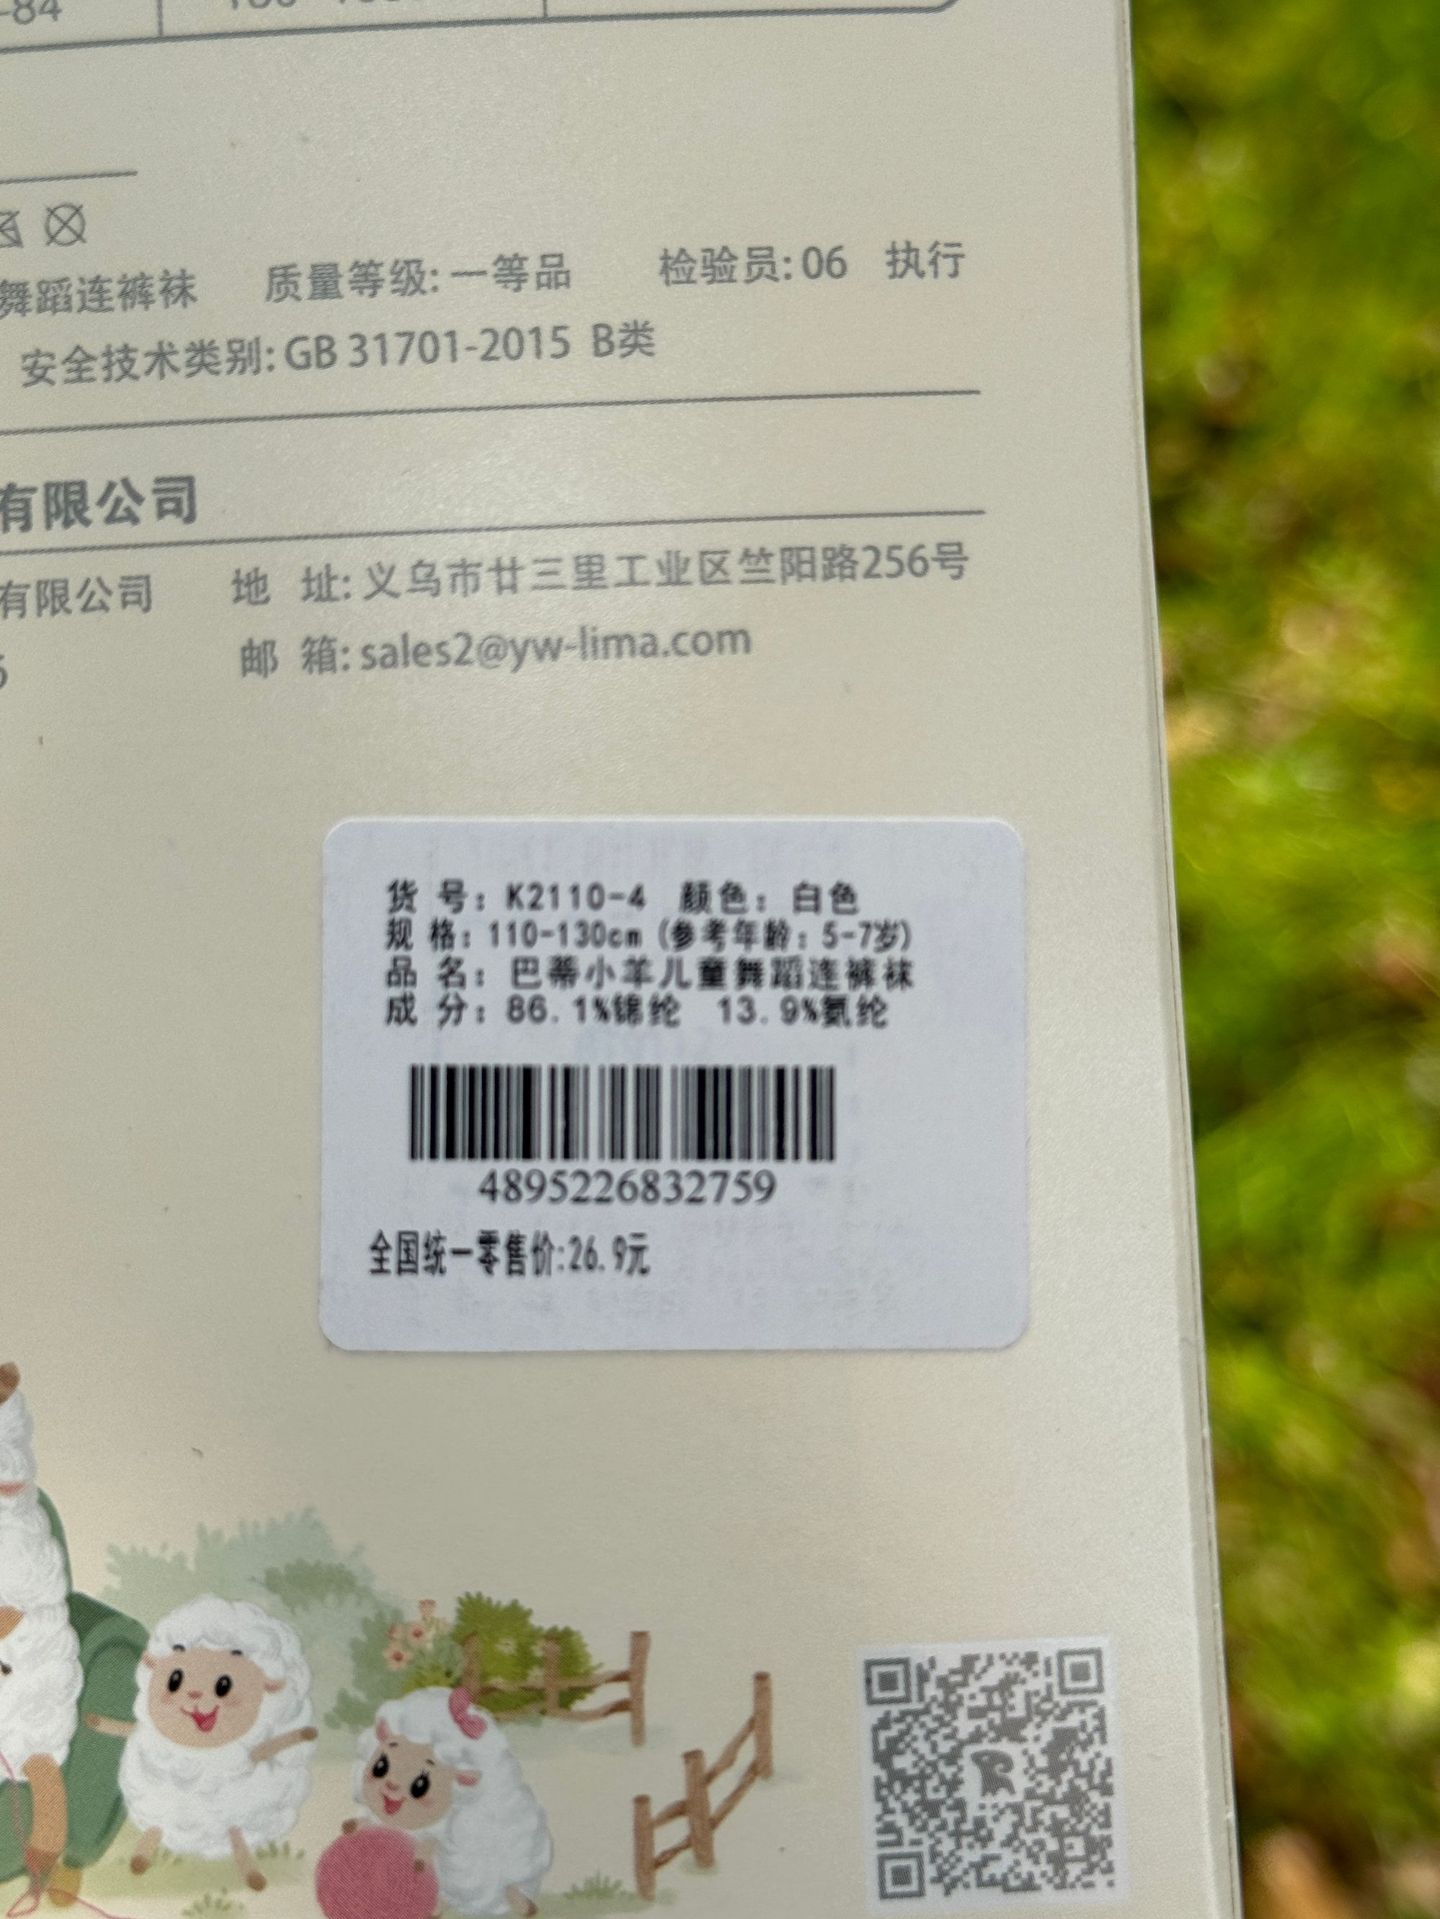 -84
舞蹈连裤袜 质量等级:一等品 检验员:06 执行
安全技术类别:GB 31701-2015 B类
有限公司
有限公司 地 址:义乌市廿三里工业区竺阳路256号
邮 箱:sales2@yw-lima.com
货 号: K2110-4 颜色: 白色
规 格: 110-130cm (参考年龄: 5-7岁)
品 名: 巴蒂小羊儿童舞蹈连裤袜
成 分: 86.1%锦纶 13.9%氨纶
4895226832759
全国统一零售价:26.9元